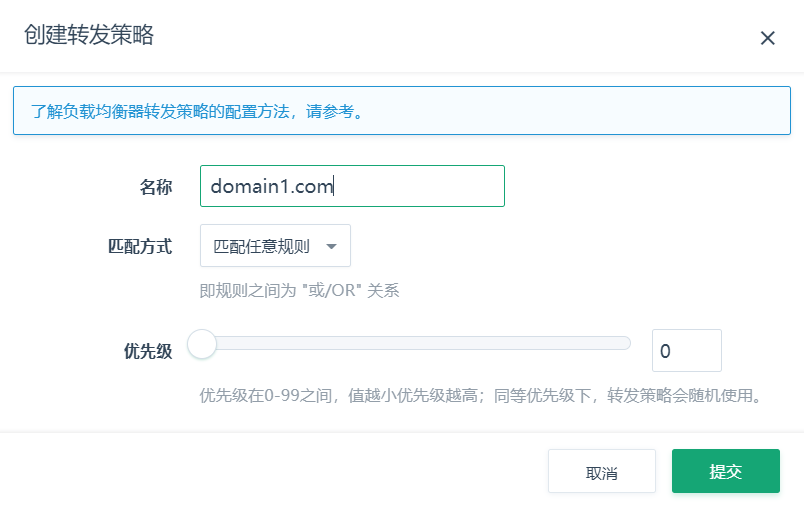 创建转发策略
了解负载均衡器转发策略的配置方法，请参考。
名称 domain1.com
匹配方式 匹配任意规则
即规则之间为 "或/OR" 关系
优先级 0
优先级在0-99之间，值越小优先级越高；同等优先级下，转发策略会随机使用。
取消 提交